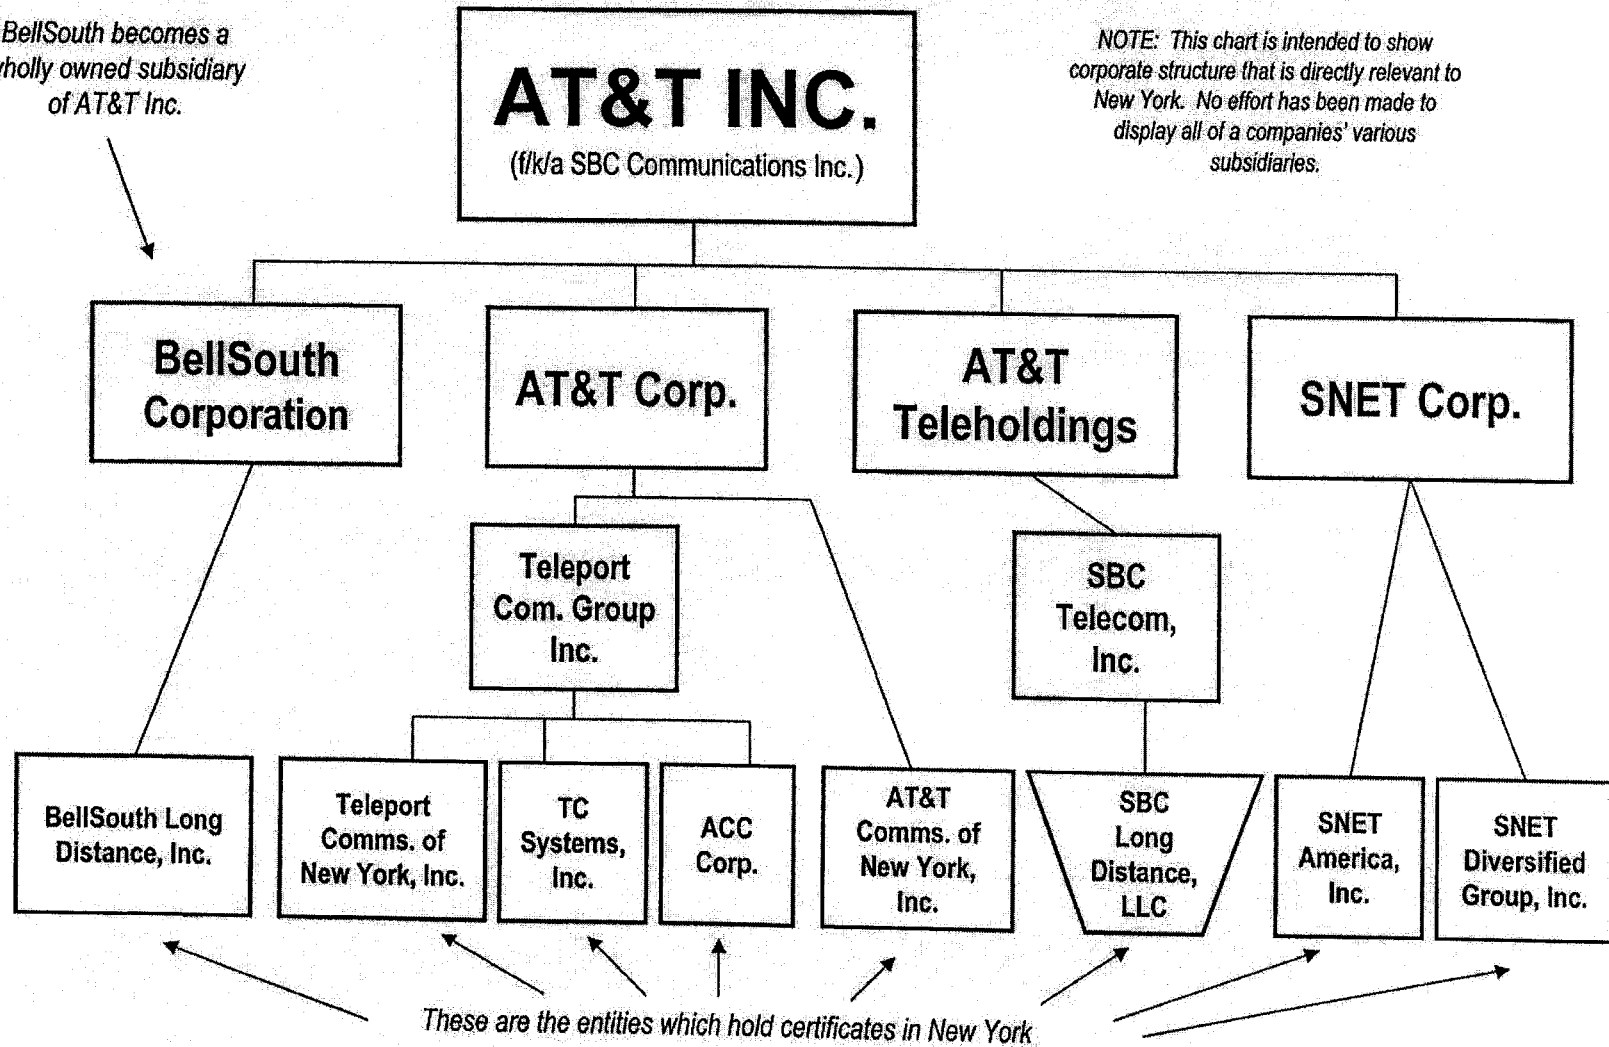 BellSouth becomes a
wholly owned subsidiary
of AT&T Inc.
AT&T INC.
(f/k/a SBC Communications Inc.)
NOTE: This chart is intended to show
corporate structure that is directly relevant to
New York. No effort has been made to
display all of a companies' various
subsidiaries.
BellSouth
Corporation
AT&T Corp.
AT&T
Teleholdings
SNET Corp.
Teleport
Com. Group
Inc.
SBC
Telecom,
Inc.
BellSouth Long
Distance, Inc.
Teleport
Comms. of
New York, Inc.
TC
Systems,
Inc.
ACC
Corp.
AT&T
Comms. of
New York,
Inc.
SBC
Long
Distance,
LLC
SNET
America,
Inc.
SNET
Diversified
Group, Inc.
These are the entities which hold certificates in New York